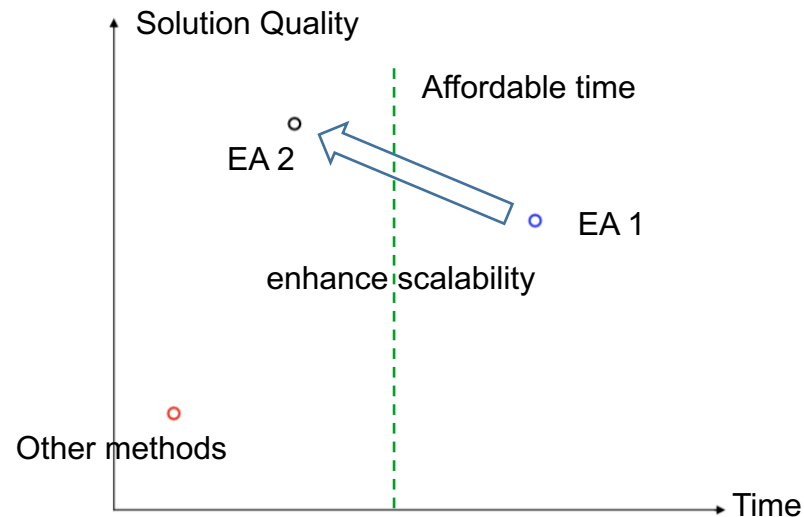 Solution Quality
Affordable time
EA 2
EA 1
enhance scalability
Other methods
Time